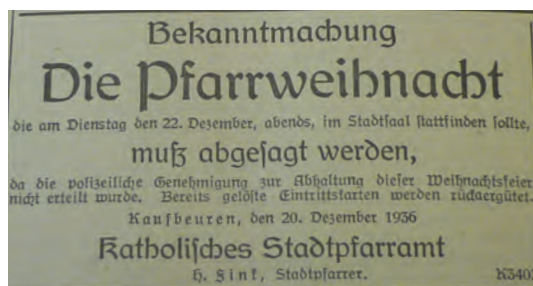 Bekanntmachung
Die Pfarrweihnacht
die am Dienstag den 22. Dezember, abends, im Stadtsaal stattfinden sollte,
muß abgesagt werden,
da die polizeiliche Genehmigung zur Abhaltung dieser Weihnachtsfeier
nicht erteilt wurde. Bereits gelöste Eintrittskarten werden rückvergütet.
Kaufbeuren, den 20. Dezember 1936
Katholisches Stadtpfarramt
H. Fink, Stadtpfarrer.